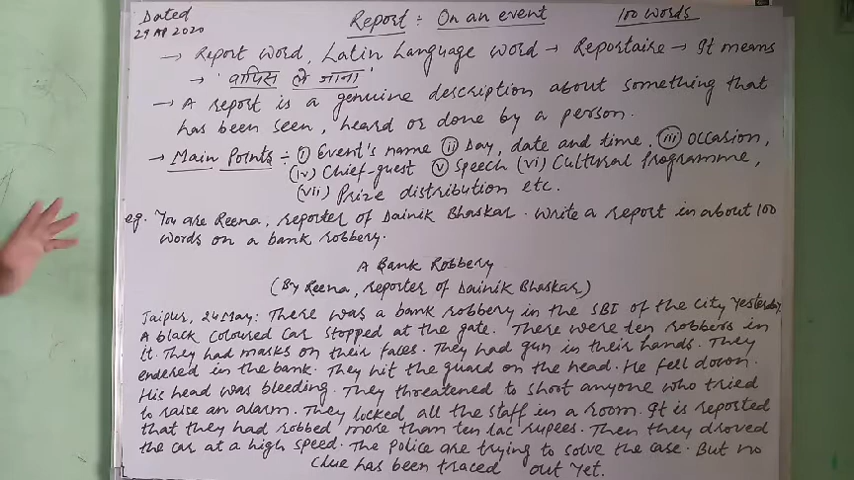 Dated
29 AP 2020
Report ÷ On an event
100 words
→ Report word, Latin Language word → Reportaire → It means
→ 'वापिस ले जाना'
→ A report is a genuine description about something that
has been seen, heard or done by a person.
→ Main Points ÷ (i) Event's name (ii) Day, date and time. (iii) Occasion,
(iv) Chief-guest (v) Speech (vi) Cultural Programme,
(vii) Prize distribution etc.
eg. You are Reena, reporter of Dainik Bhaskar. Write a report in about 100
words on a bank robbery.
A Bank Robbery
(By Reena, reporter of Dainik Bhaskar)
Jaipur, 24 May: There was a bank robbery in the SBI of the city yesterday.
A black coloured car stopped at the gate. There were ten robbers in
it. They had masks on their faces. They had gun in their hands. They
endered in the bank. They hit the guard on the head. He fell down.
His head was bleeding. They threatened to shoot anyone who tried
to raise an alarm. They locked all the staff in a room. It is reported
that they had robbed more than ten lac rupees. Then they droved
the car at a high speed. The police are trying to solve the case. But no
clue has been traced out yet.